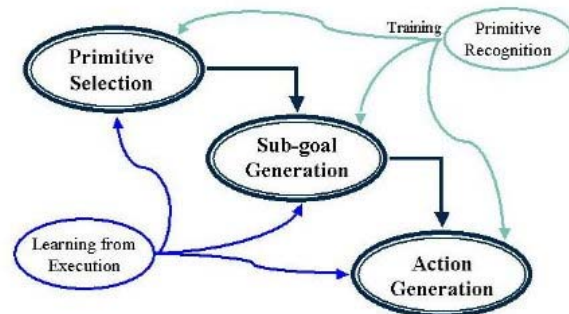 Training
Primitive
Recognition
Primitive
Selection
Sub-goal
Generation
Learning from
Execution
Action
Generation